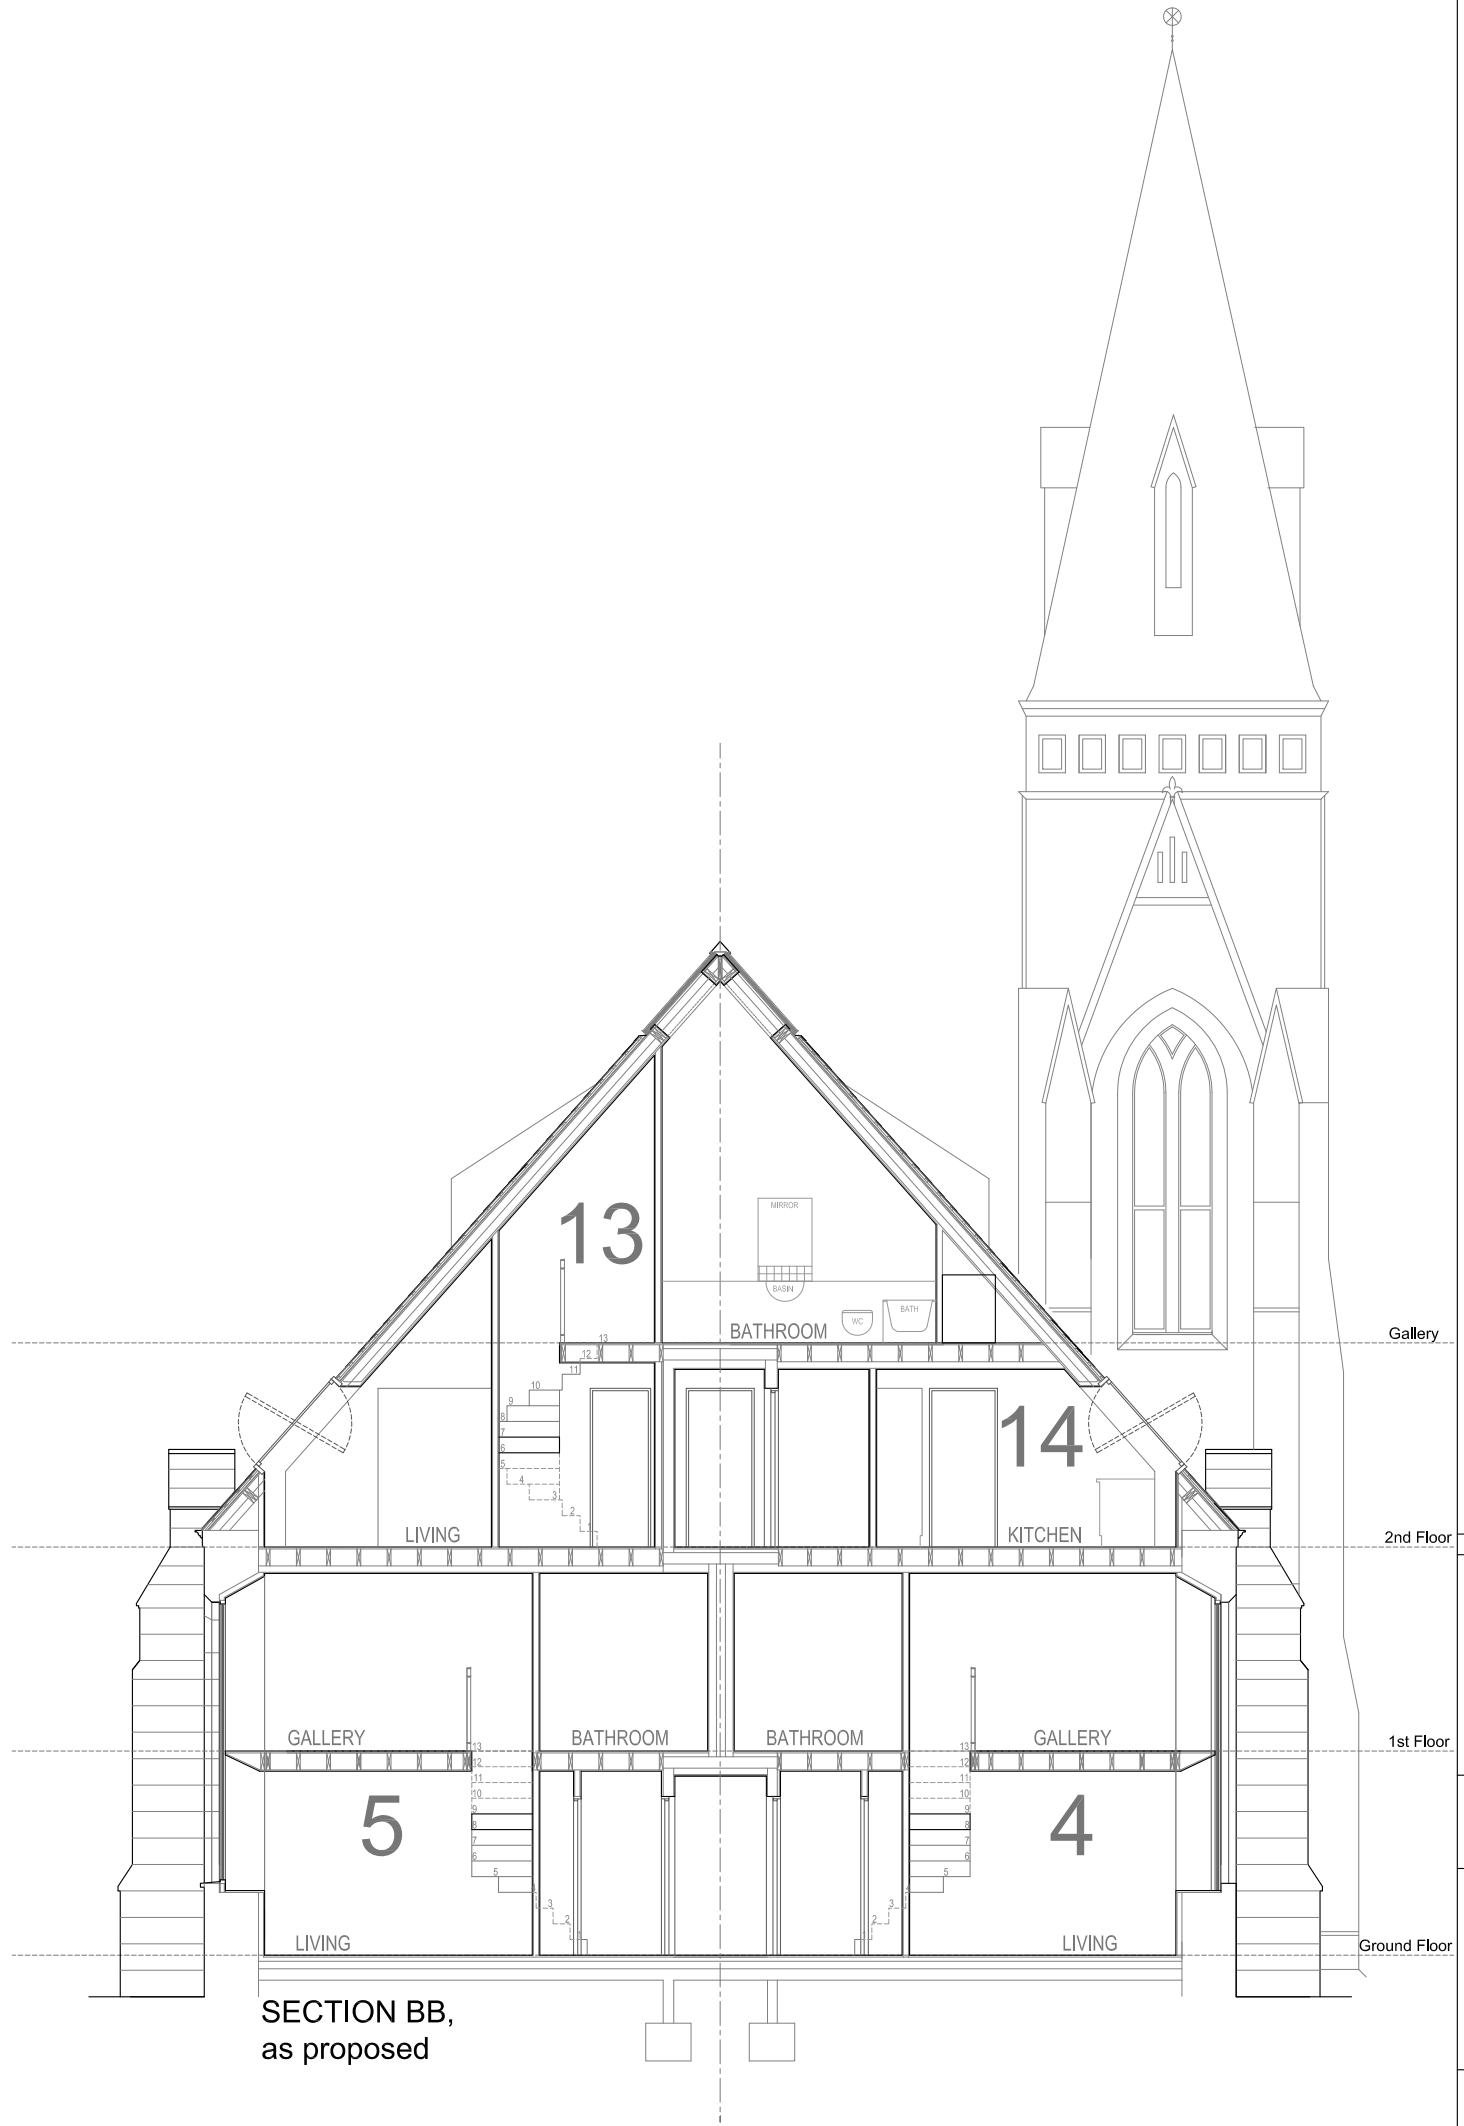 13
MIRROR
BASIN
WC
BATH
BATHROOM
Gallery
13
12
11
10
9
8
7
6
5
4
3
2
14
LIVING
KITCHEN
2nd Floor
GALLERY
BATHROOM
BATHROOM
GALLERY
1st Floor
13
12
11
10
9
8
7
6
5
3
2
5
13
12
11
10
9
8
7
6
5
3
2
4
LIVING
LIVING
Ground Floor
SECTION BB,
as proposed